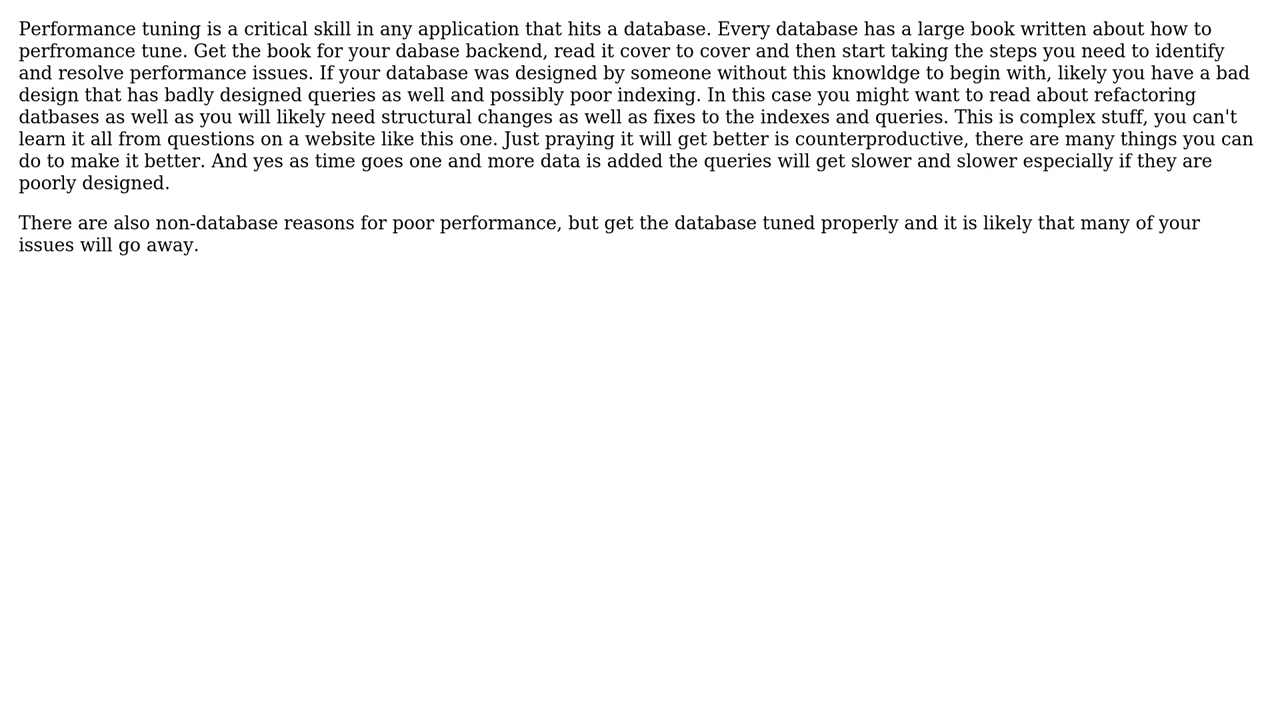 Performance tuning is a critical skill in any application that hits a database. Every database has a large book written about how to
perfromance tune. Get the book for your dabase backend, read it cover to cover and then start taking the steps you need to identify
and resolve performance issues. If your database was designed by someone without this knowldge to begin with, likely you have a bad
design that has badly designed queries as well and possibly poor indexing. In this case you might want to read about refactoring
datbases as well as you will likely need structural changes as well as fixes to the indexes and queries. This is complex stuff, you can't
learn it all from questions on a website like this one. Just praying it will get better is counterproductive, there are many things you can
do to make it better. And yes as time goes one and more data is added the queries will get slower and slower especially if they are
poorly designed.
There are also non-database reasons for poor performance, but get the database tuned properly and it is likely that many of your
issues will go away.